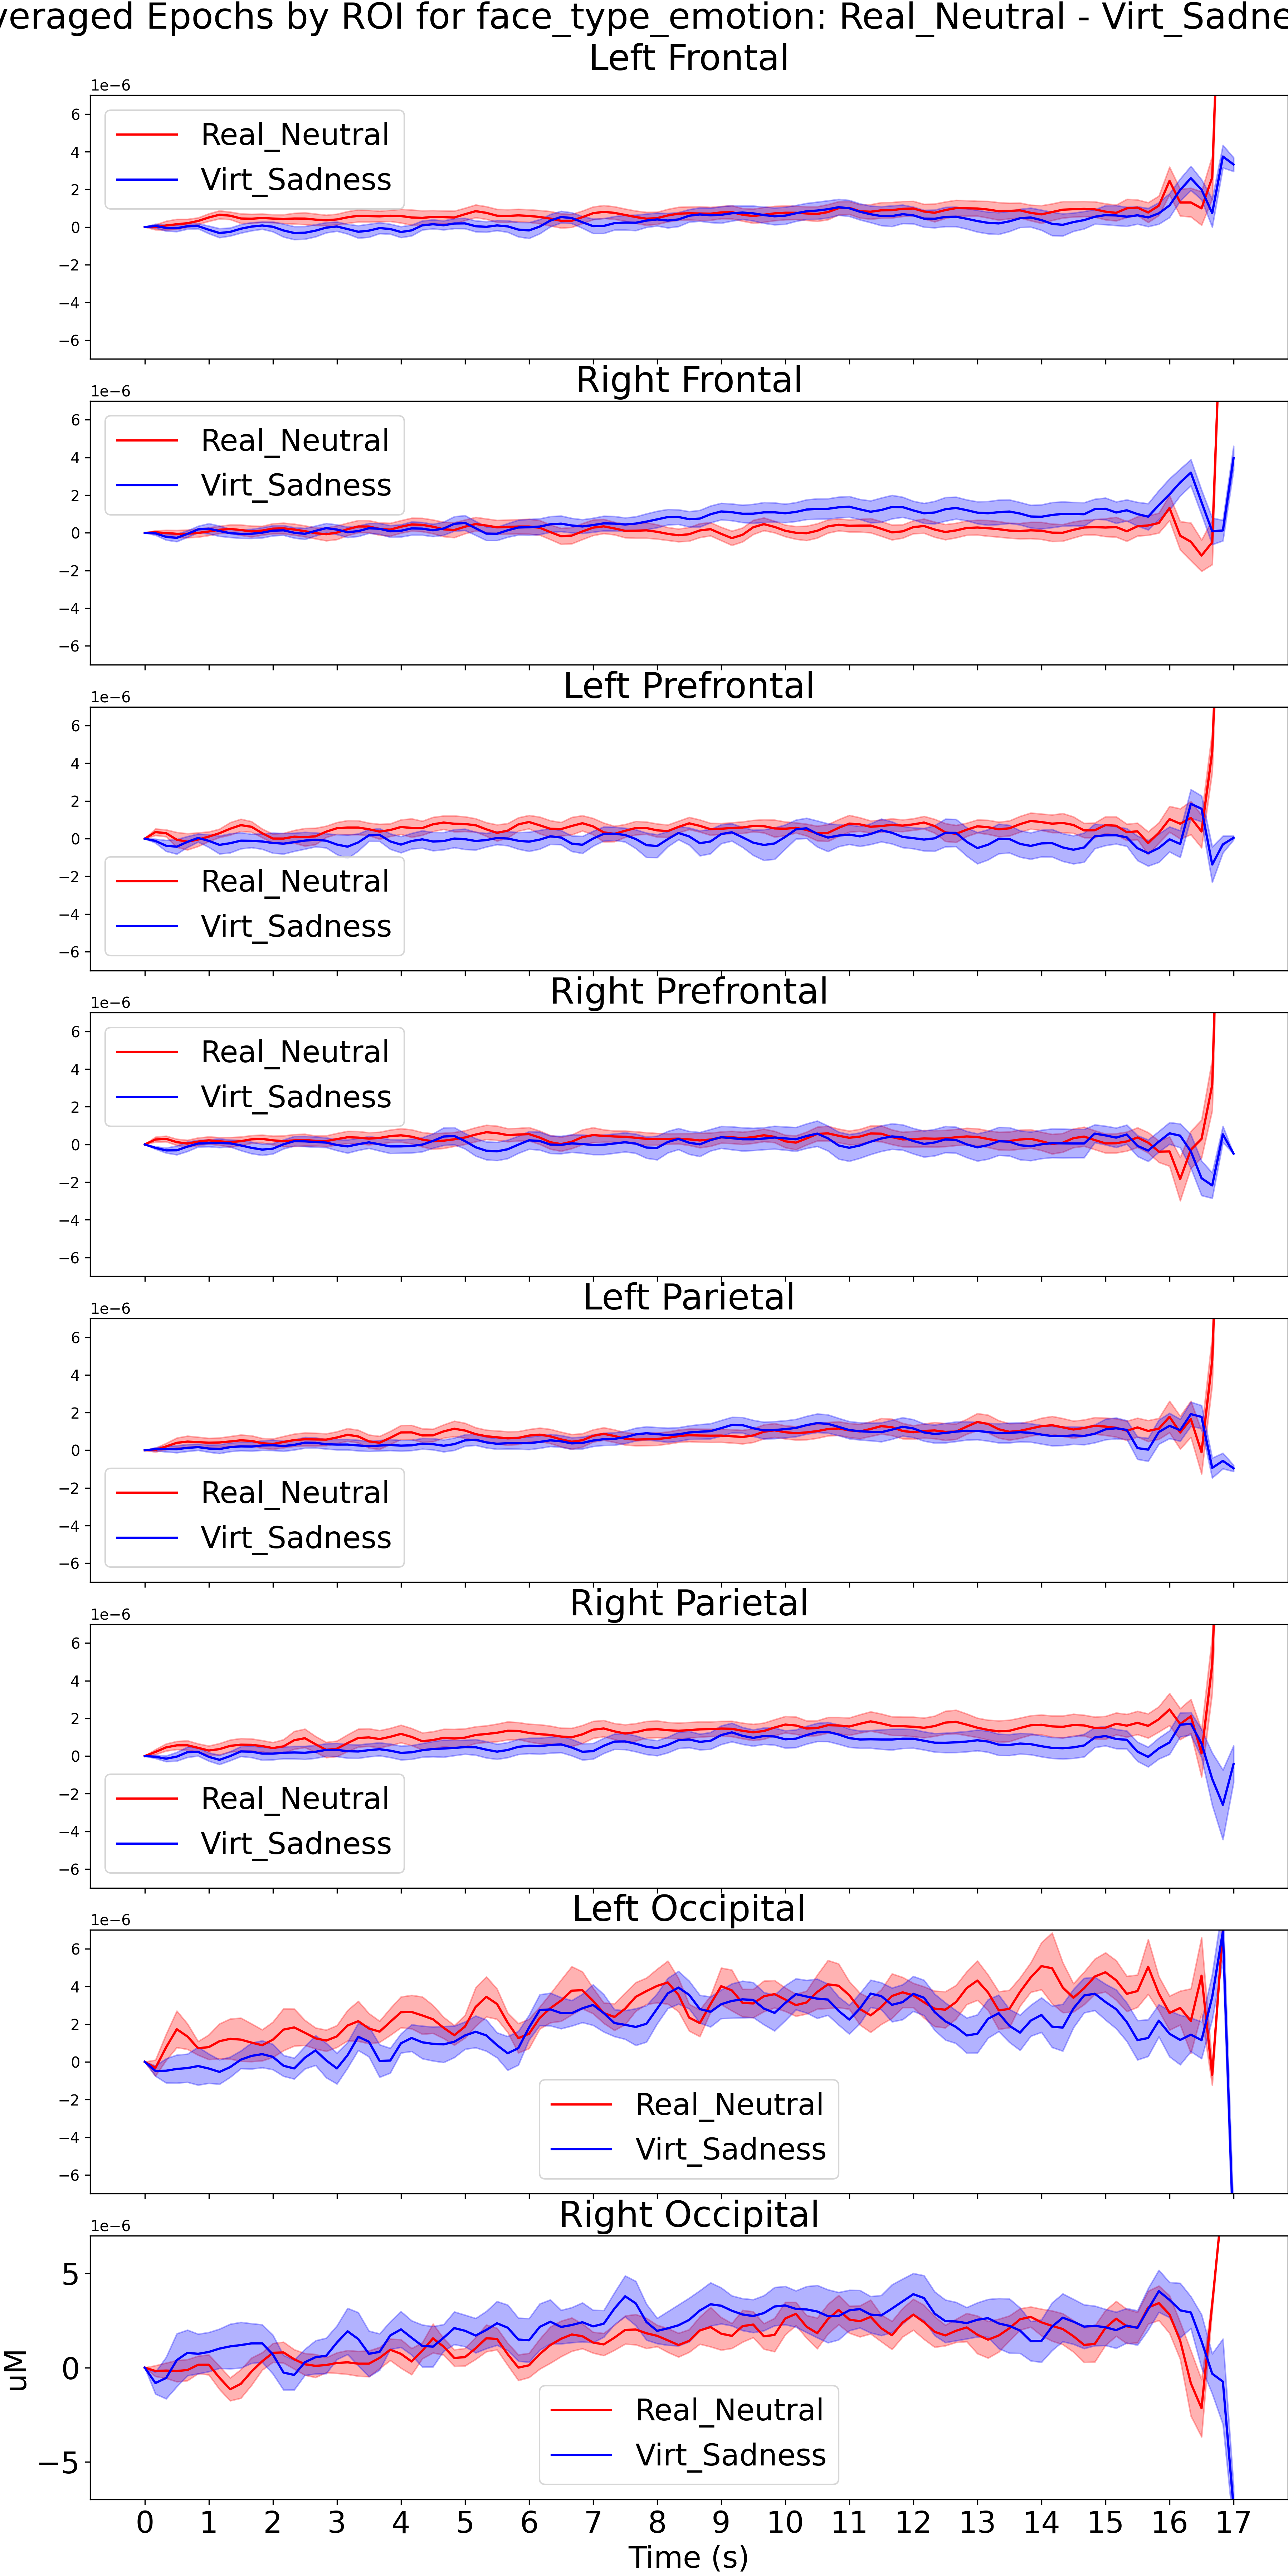 veraged Epochs by ROI for face_type_emotion: Real_Neutral - Virt_Sadne
Left Frontal
1e−6
6
4
2
0
−2
−4
−6
Real_Neutral
Virt_Sadness
Right Frontal
1e−6
6
4
2
0
−2
−4
−6
Real_Neutral
Virt_Sadness
Left Prefrontal
1e−6
6
4
2
0
−2
−4
−6
Real_Neutral
Virt_Sadness
Right Prefrontal
1e−6
6
4
2
0
−2
−4
−6
Real_Neutral
Virt_Sadness
Left Parietal
1e−6
6
4
2
0
−2
−4
−6
Real_Neutral
Virt_Sadness
Right Parietal
1e−6
6
4
2
0
−2
−4
−6
Real_Neutral
Virt_Sadness
Left Occipital
1e−6
6
4
2
0
−2
−4
−6
Real_Neutral
Virt_Sadness
Right Occipital
1e−6
5
0
−5
uM
Real_Neutral
Virt_Sadness
0 1 2 3 4 5 6 7 8 9 10 11 12 13 14 15 16 17
Time (s)